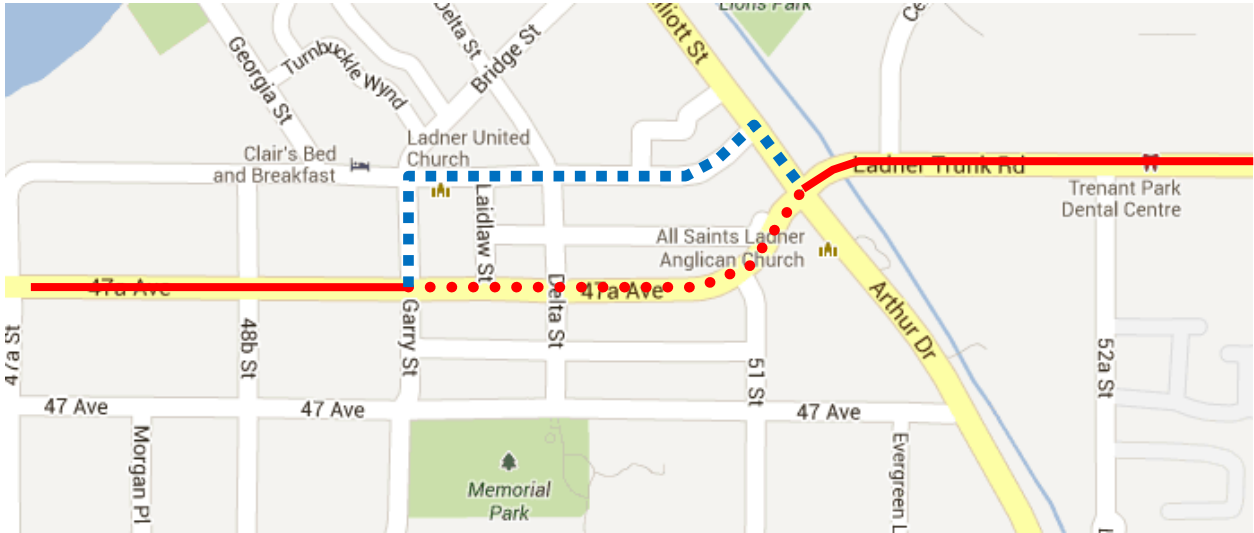 Lions Park
lliott St
Ce
Delta St
Bridge St
Georgia St
Turnbuckle Wynd
Ladner United
Church
Clair's Bed
and Breakfast
Ladner Trunk Rd
Trenant Park
Dental Centre
Laidlaw St
All Saints Ladner
Anglican Church
47a Ave
47a Ave
Delta St
Garry St
Arthur Dr
47a St
48b St
51 St
52a St
47 Ave
47 Ave
47 Ave
Morgan Pl
Evergreen L
Memorial
Park